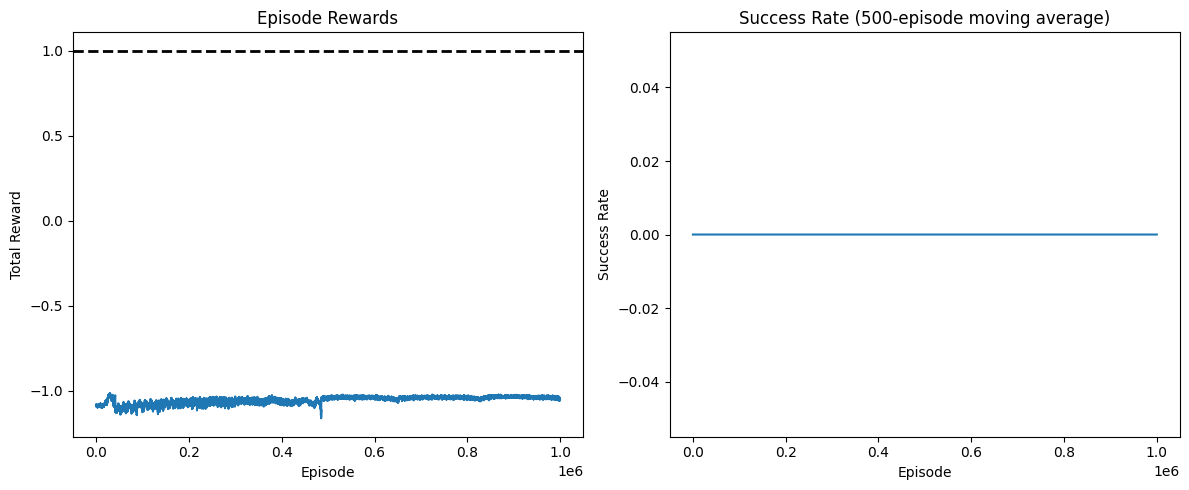 Episode Rewards
Total Reward
1.0
0.5
0.0
−0.5
−1.0
0.0 0.2 0.4 0.6 0.8 1.0
1e6
Episode
Success Rate (500-episode moving average)
Success Rate
0.04
0.02
0.00
−0.02
−0.04
0.0 0.2 0.4 0.6 0.8 1.0
1e6
Episode